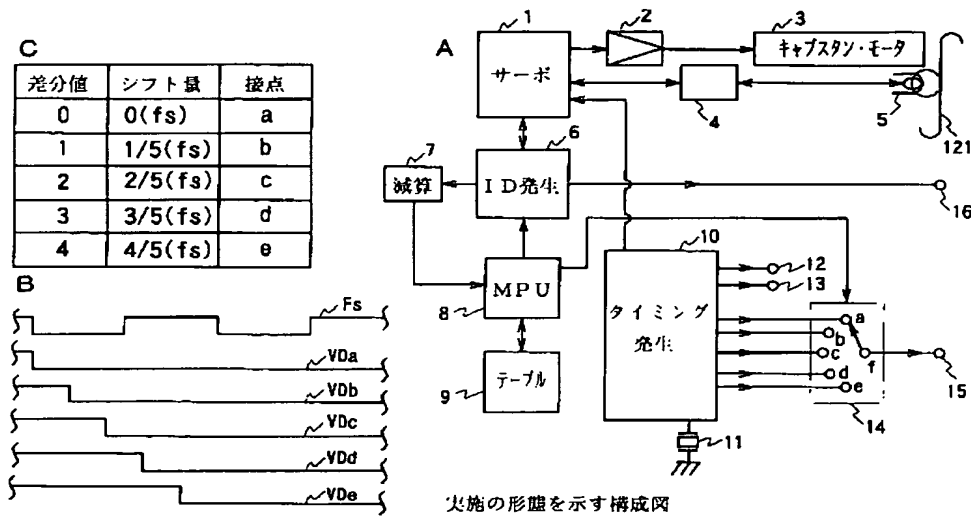 C
差分値 シフト量 接点
0 0(fs) a
1 1/5(fs) b
2 2/5(fs) c
3 3/5(fs) d
4 4/5(fs) e
B
Fs
VDa
VDb
VDc
VDd
VDe
A
1
サーボ
2
3
キャプスタン・モータ
4
5
121
6
ID発生
7
減算
16
8
MPU
9
テーブル
10
タイミング
発生
11
12
13
a
b
c
d
e
f
14
15
実施の形態を示す構成図